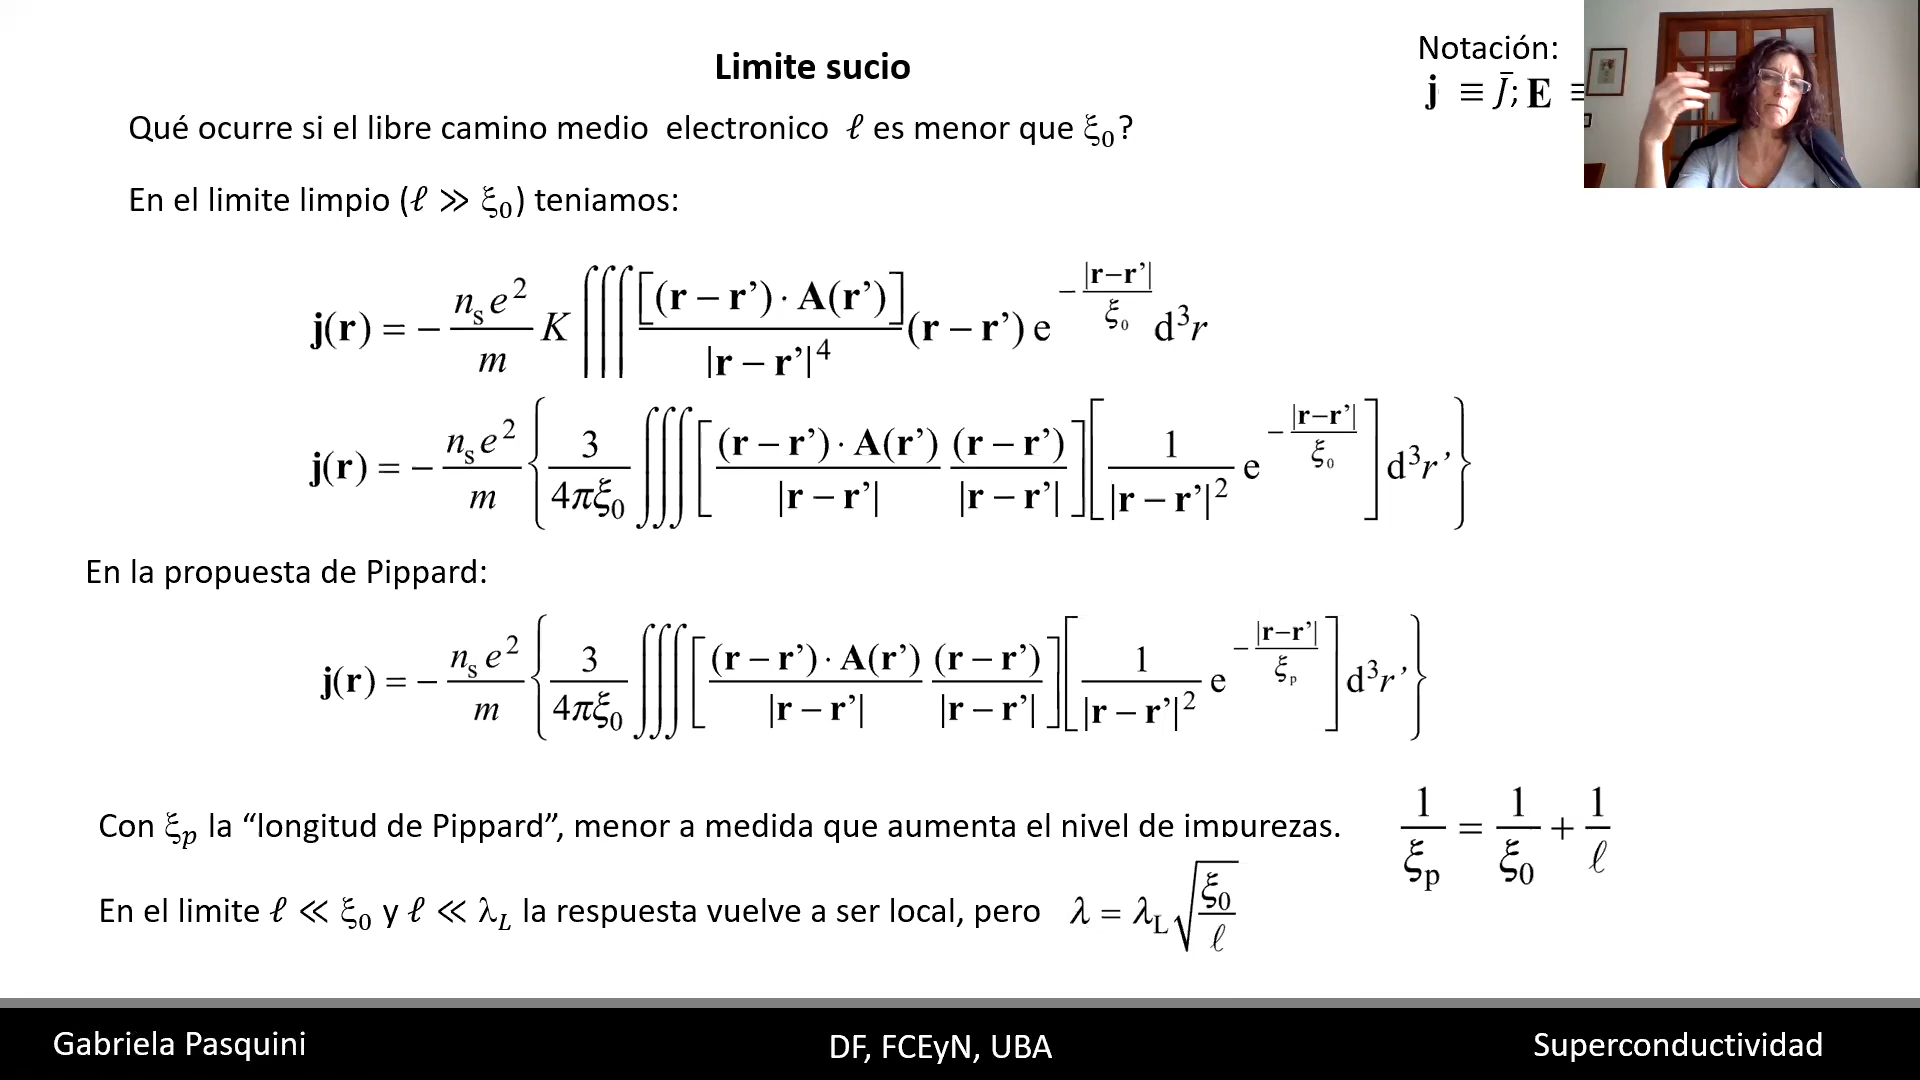 Limite sucio
Notación:
j ≡ J̄; E ≡
Qué ocurre si el libre camino medio electronico ℓ es menor que ξ₀?
En el limite limpio (ℓ ≫ ξ₀) teniamos:
j(r) = − (nₛe²/m) K ∭ ([(r − r’) · A(r’)] / |r − r’|⁴) (r − r’) e^(−|r−r’|/ξ₀) d³r
j(r) = − (nₛe²/m) { (3/4πξ₀) ∭ [ ((r − r’) · A(r’) / |r − r’|) ((r − r’) / |r − r’|) ] [ (1/|r − r’|²) e^(−|r−r’|/ξ₀) ] d³r’ }
En la propuesta de Pippard:
j(r) = − (nₛe²/m) { (3/4πξ₀) ∭ [ ((r − r’) · A(r’) / |r − r’|) ((r − r’) / |r − r’|) ] [ (1/|r − r’|²) e^(−|r−r’|/ξₚ) ] d³r’ }
Con ξₚ la “longitud de Pippard”, menor a medida que aumenta el nivel de impurezas. 1/ξₚ = 1/ξ₀ + 1/ℓ
En el limite ℓ ≪ ξ₀ y ℓ ≪ λ_L la respuesta vuelve a ser local, pero λ = λ_L √(ξ₀/ℓ)
Gabriela Pasquini DF, FCEyN, UBA Superconductividad